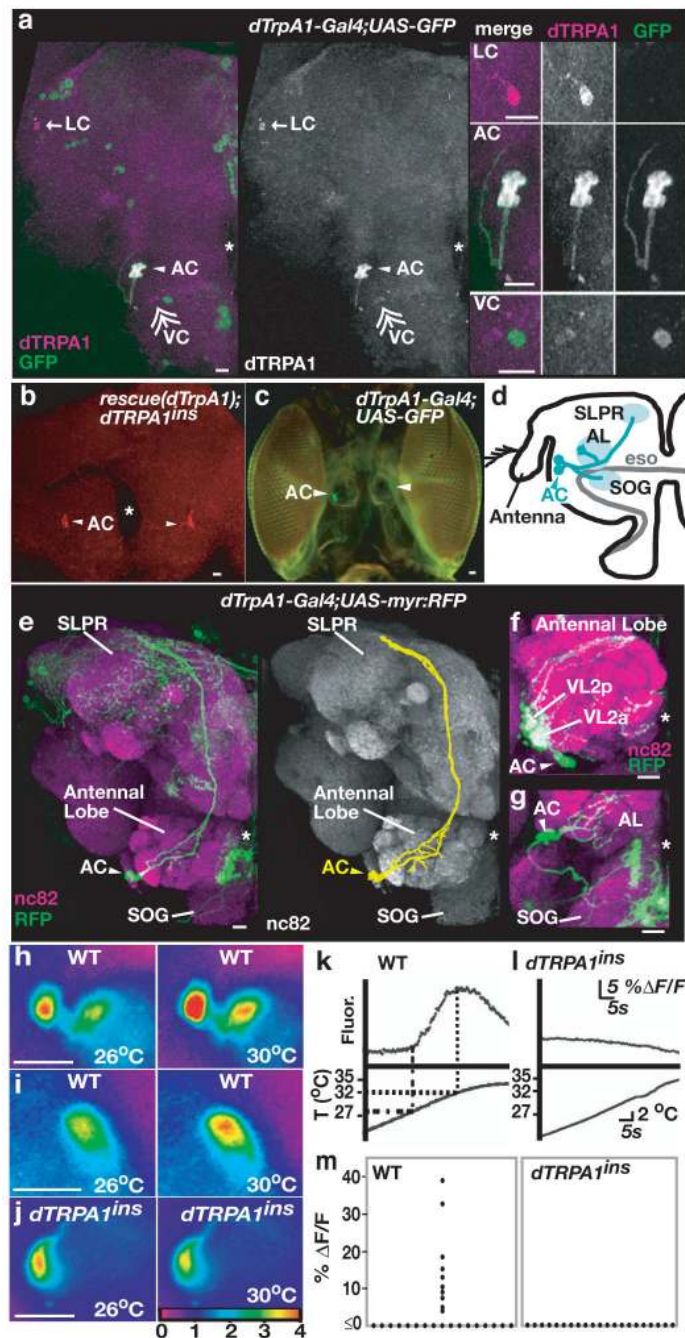 a
dTrpA1-Gal4;UAS-GFP
merge dTRPA1 GFP
LC
LC
AC
AC
AC
VC
VC
*
*
dTRPA1
GFP
dTRPA1
b
rescue(dTrpA1);
dTRPA1ins
AC
*
c
dTrpA1-Gal4;
UAS-GFP
AC
d
SLPR
AL
eso
AC
SOG
Antenna
dTrpA1-Gal4;UAS-myr:RFP
e
SLPR
SLPR
Antennal
Lobe
Antennal
Lobe
*
*
AC
AC
nc82
RFP
SOG
nc82
SOG
f
Antennal Lobe
VL2p
VL2a
*
nc82
RFP
AC
g
AC
AL
*
SOG
h
WT
WT
26°C
30°C
i
WT
WT
26°C
30°C
j
dTRPA1ins
dTRPA1ins
26°C
30°C
0 1 2 3 4
k
WT
Fluor.
T (°C)
35
32
27
l
dTRPA1ins
5 %ΔF/F
5s
35
32
27
2 °C
5s
m
WT
dTRPA1ins
% ΔF/F
40
30
20
10
≤0